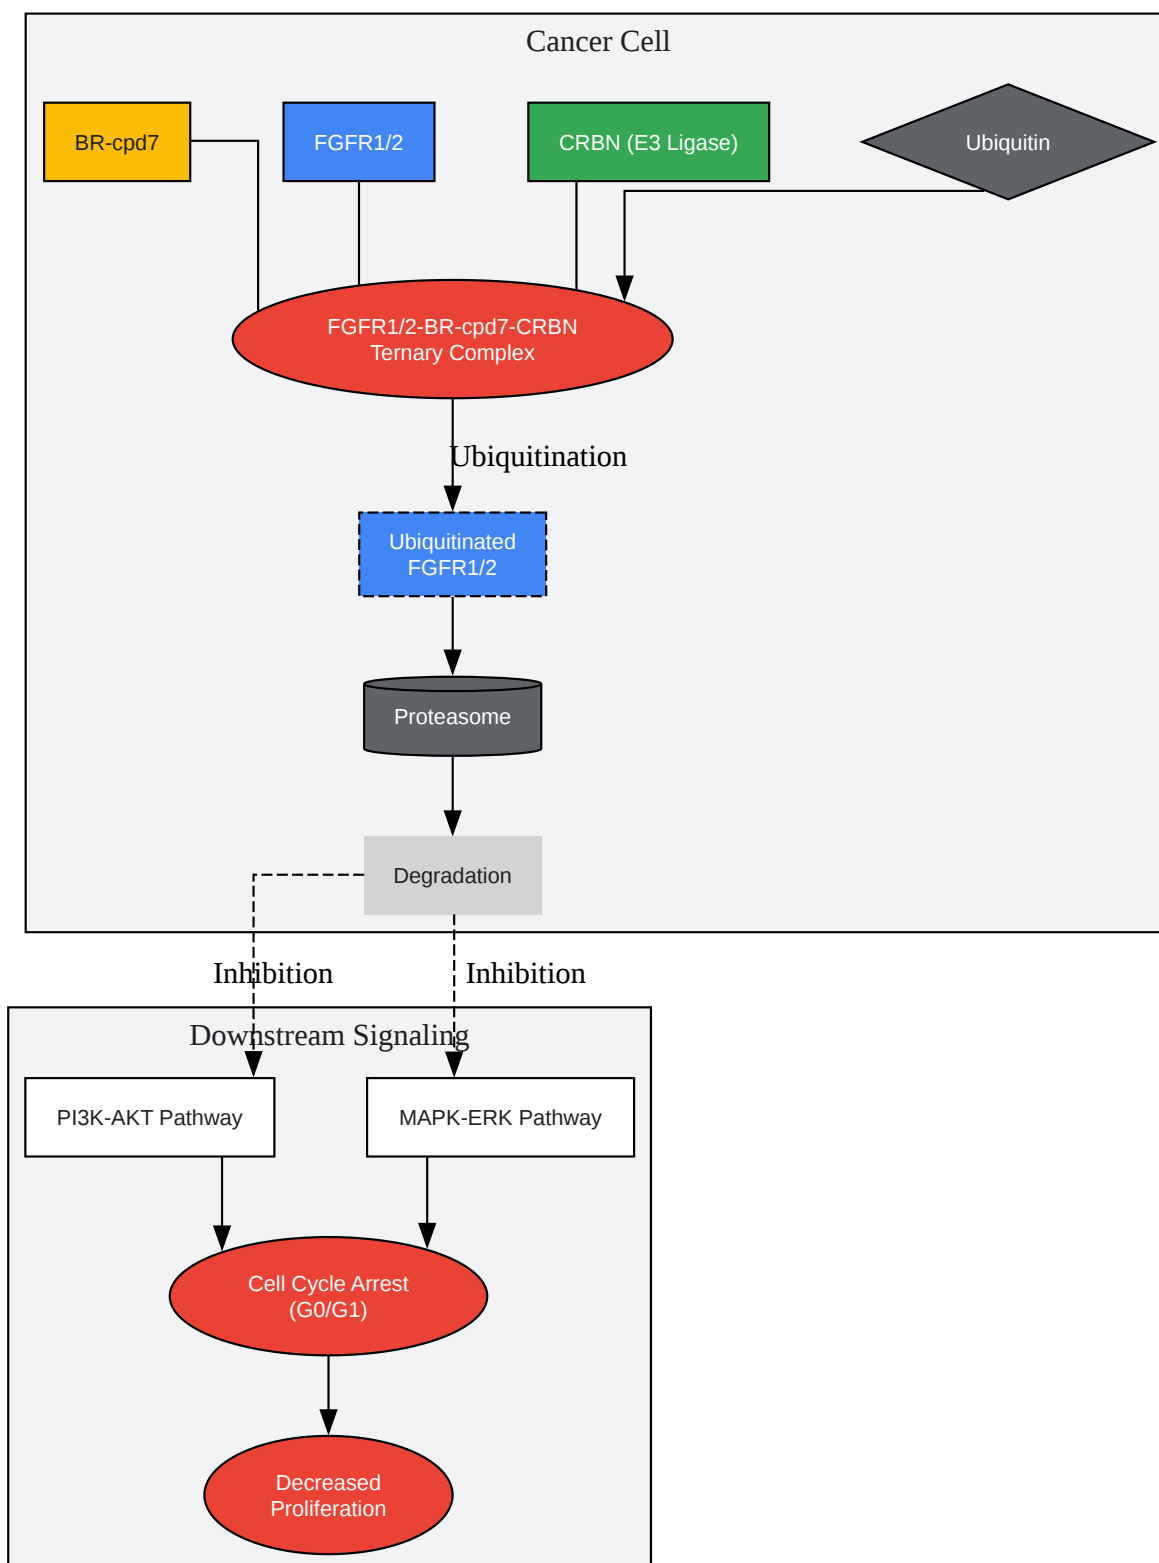 Cancer Cell
BR-cpd7
FGFR1/2
CRBN (E3 Ligase)
Ubiquitin
FGFR1/2-BR-cpd7-CRBN
Ternary Complex
Ubiquitination
Ubiquitinated
FGFR1/2
Proteasome
Degradation
Inhibition
Inhibition
Downstream Signaling
PI3K-AKT Pathway
MAPK-ERK Pathway
Cell Cycle Arrest
(G0/G1)
Decreased
Proliferation